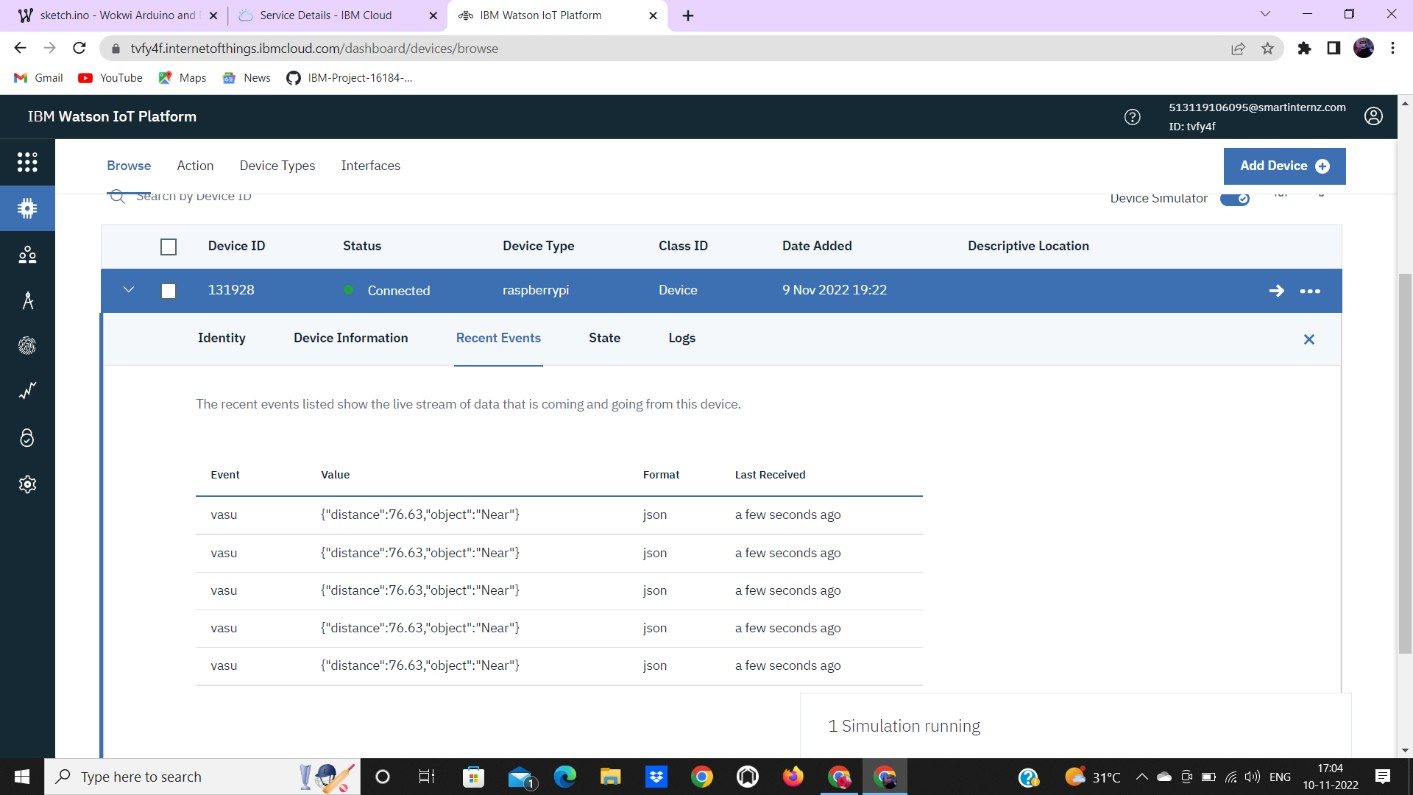 sketch.ino - Wokwi Arduino and
Service Details - IBM Cloud
IBM Watson IoT Platform
tvfy4f.internetofthings.ibmcloud.com/dashboard/devices/browse
Gmail
YouTube
Maps
News
IBM-Project-16184-...
IBM Watson IoT Platform
513119106095@smartinternz.com
ID: tvfy4f
Browse
Action
Device Types
Interfaces
Add Device
Search by Device ID
Device Simulator
Device ID
Status
Device Type
Class ID
Date Added
Descriptive Location
131928
Connected
raspberrypi
Device
9 Nov 2022 19:22
Identity
Device Information
Recent Events
State
Logs
The recent events listed show the live stream of data that is coming and going from this device.
Event
Value
Format
Last Received
vasu
{"distance":76.63,"object":"Near"}
json
a few seconds ago
vasu
{"distance":76.63,"object":"Near"}
json
a few seconds ago
vasu
{"distance":76.63,"object":"Near"}
json
a few seconds ago
vasu
{"distance":76.63,"object":"Near"}
json
a few seconds ago
vasu
{"distance":76.63,"object":"Near"}
json
a few seconds ago
1 Simulation running
Type here to search
1
31°C
ENG
17:04
10-11-2022